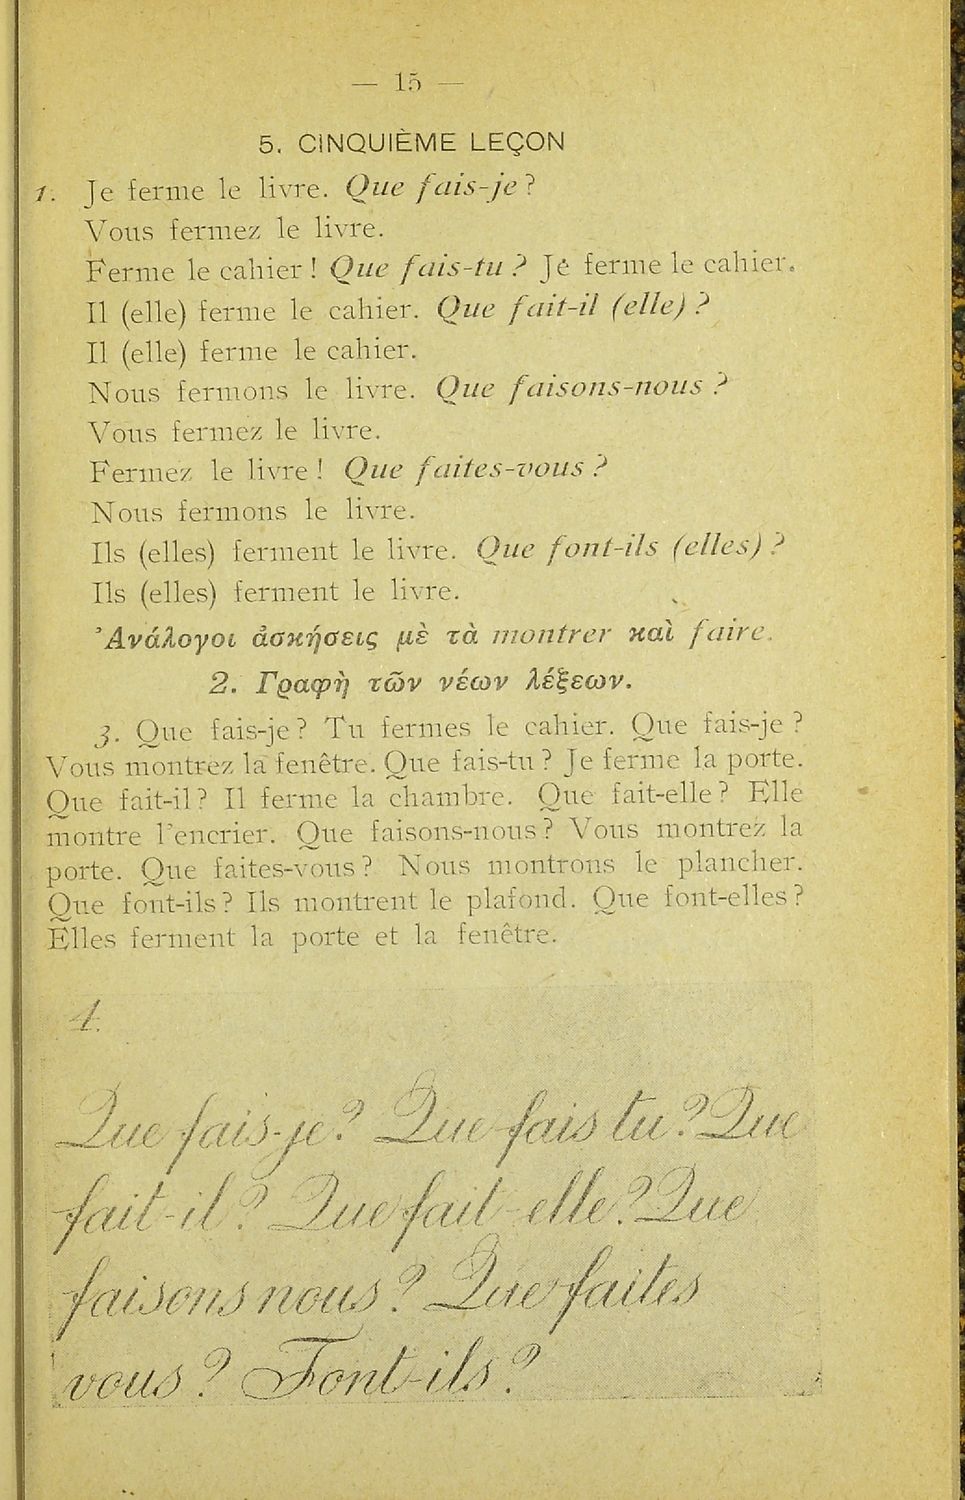 — 15 —
5. CINQUIÈME LEÇON
1. Je ferme le livre. Que fais-je ?
Vous fermez le livre.
Ferme le cahier ! Que fais-tu ? Je ferme le cahier.
Il (elle) ferme le cahier. Que fait-il (elle) ?
Il (elle) ferme le cahier.
Nous fermons le livre. Que faisons-nous ?
Vous fermez le livre.
Fermez le livre ! Que faites-vous ?
Nous fermons le livre.
Ils (elles) ferment le livre. Que font-ils (elles) ?
Ils (elles) ferment le livre.
Ἀνάλογοι ἀσκήσεις μὲ τὰ montrer καὶ faire.
2. Γραφὴ τῶν νέων λέξεων.
3. Que fais-je ? Tu fermes le cahier. Que fais-je ?
Vous montrez la fenêtre. Que fais-tu ? Je ferme la porte.
Que fait-il ? Il ferme la chambre. Que fait-elle ? Elle
montre l'encrier. Que faisons-nous ? Vous montrez la
porte. Que faites-vous ? Nous montrons le plancher.
Que font-ils ? Ils montrent le plafond. Que font-elles ?
Elles ferment la porte et la fenêtre.
4.
Que fais-je ? Que fais tu ? Que
fait-il ? Que fait-elle ? Que
faisons nous ? Que faites
vous ? Font-ils ?